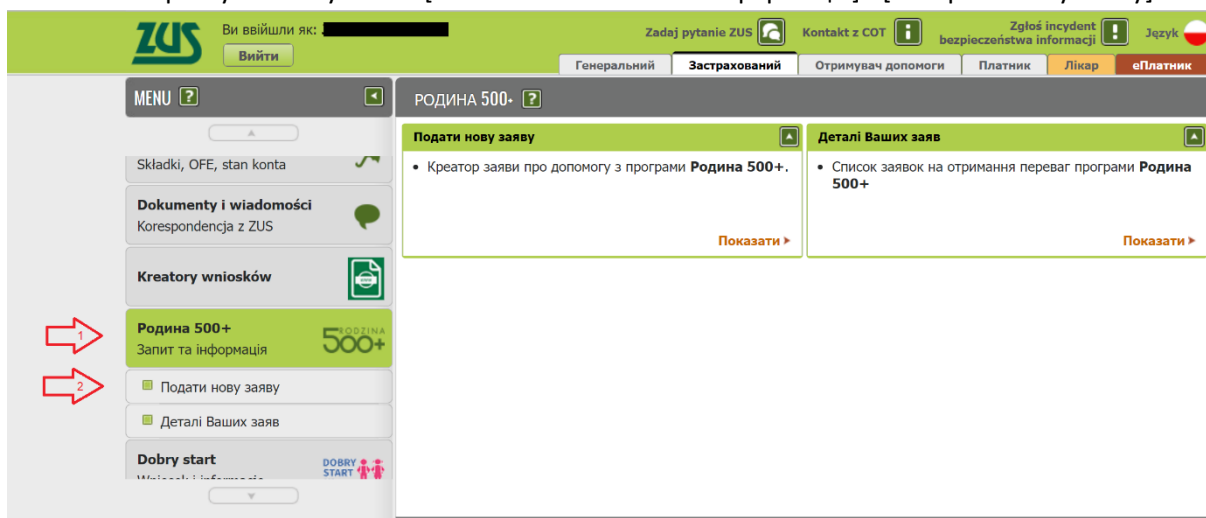 ZUS
Ви ввійшли як:
Вийти
Zadaj pytanie ZUS
Kontakt z COT
Zgłoś incydent
bezpieczeństwa informacji
Język
Генеральний
Застрахований
Отримувач допомоги
Платник
Лікар
еПлатник
MENU ?
РОДИНА 500+ ?
Składki, OFE, stan konta
Dokumenty i wiadomości
Korespondencja z ZUS
Kreatory wniosków
1
Родина 500+
Запит та інформація
RODZINA
500+
2
Подати нову заяву
Деталі Ваших заяв
Dobry start
DOBRY
START
Подати нову заяву
• Креатор заяви про допомогу з програми Родина 500+.
Показати
Деталі Ваших заяв
• Список заявок на отримання переваг програми Родина
500+
Показати